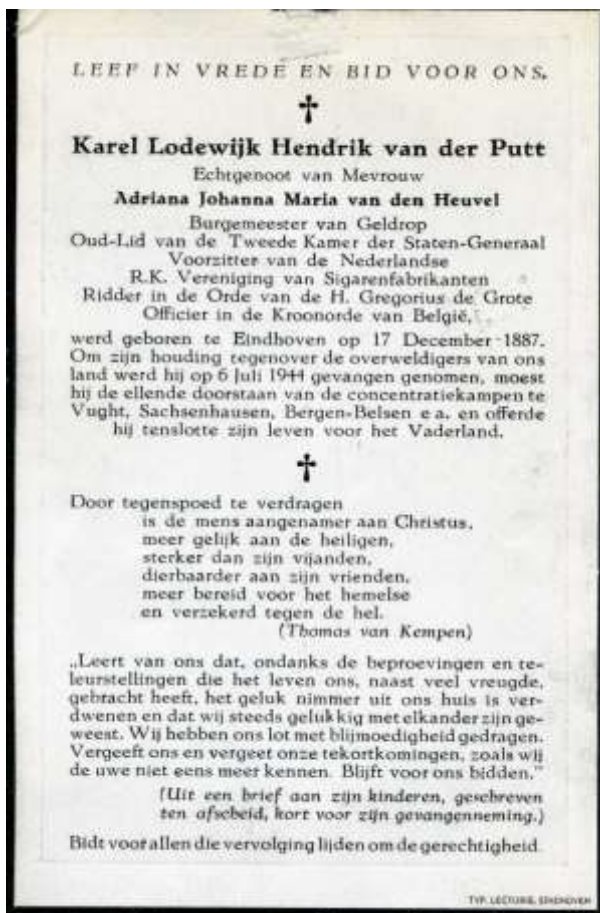 LEEF IN VREDE EN BID VOOR ONS.
Karel Lodewijk Hendrik van der Putt
Echtgenoot van Mevrouw
Adriana Johanna Maria van den Heuvel
Burgemeester van Geldrop
Oud-Lid van de Tweede Kamer der Staten-Generaal
Voorzitter van de Nederlandse
R.K. Vereniging van Sigarenfabrikanten
Ridder in de Orde van de H. Gregorius de Grote
Officier in de Kroonorde van België,
werd geboren te Eindhoven op 17 December 1887.
Om zijn houding tegenover de overweldigers van ons
land werd hij op 6 Juli 1944 gevangen genomen, moest
hij de ellende doorstaan van de concentratiekampen te
Vught, Sachsenhausen, Bergen-Belsen e a. en offerde
hij tenslotte zijn leven voor het Vaderland.
Door tegenspoed te verdragen
is de mens aangenamer aan Christus,
meer gelijk aan de heiligen,
sterker dan zijn vijanden,
dierbaarder aan zijn vrienden,
meer bereid voor het hemelse
en verzekerd tegen de hel.
(Thomas van Kempen)
„Leert van ons dat, ondanks de beproevingen en te-
leurstellingen die het leven ons, naast veel vreugde,
gebracht heeft, het geluk nimmer uit ons huis is ver-
dwenen en dat wij steeds gelukkig met elkander zijn ge-
weest. Wij hebben ons lot met blijmoedigheid gedragen.
Vergeeft ons en vergeet onze tekortkomingen, zoals wij
de uwe niet eens meer kennen. Blijft voor ons bidden.”
(Uit een brief aan zijn kinderen, geschreven
ten afscheid, kort voor zijn gevangenneming.)
Bidt voor allen die vervolging lijden om de gerechtigheid
TYP. LECTURIS, EINDHOVEN